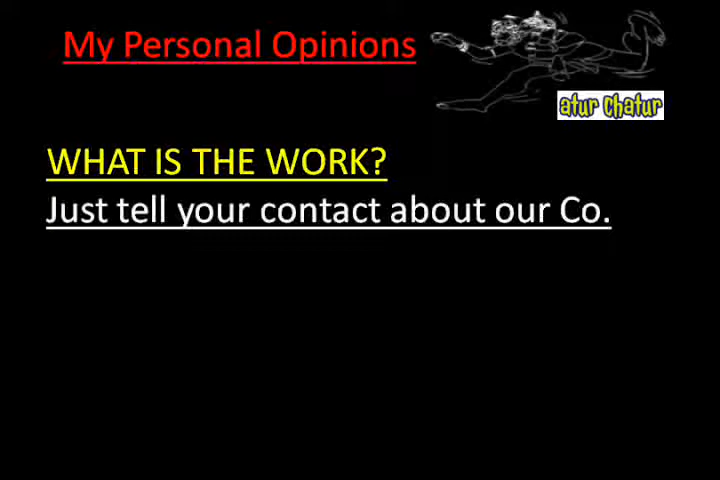 My Personal Opinions
atur Chatur
WHAT IS THE WORK?
Just tell your contact about our Co.